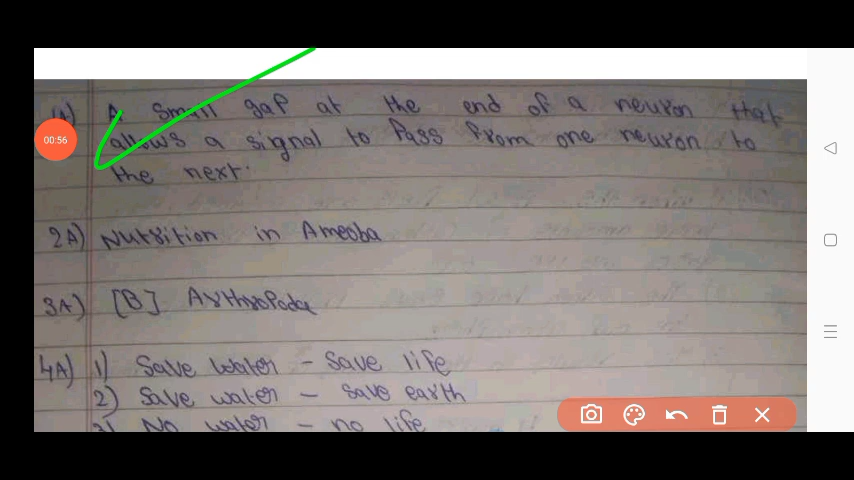 1A) A small gap at the end of a neuron that
00:56
allows a signal to Pass from one neuron to
the next.
2A) Nutrition in Ameoba
3A) [B] Arthropoda
4A) 1) Save water - Save life
2) Save water - Save earth
3) No water - no life